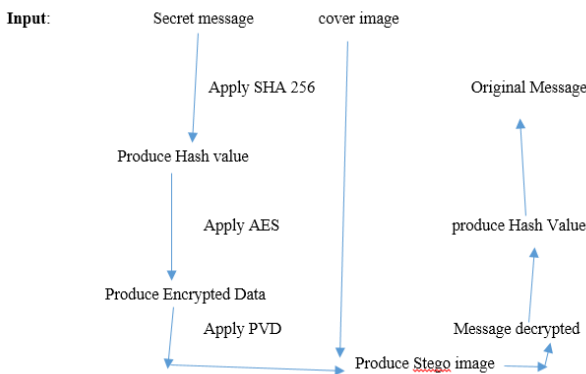 Input: Secret message cover image
Apply SHA 256 Original Message
Produce Hash value
Apply AES produce Hash Value
Produce Encrypted Data
Apply PVD Message decrypted
Produce Stego image